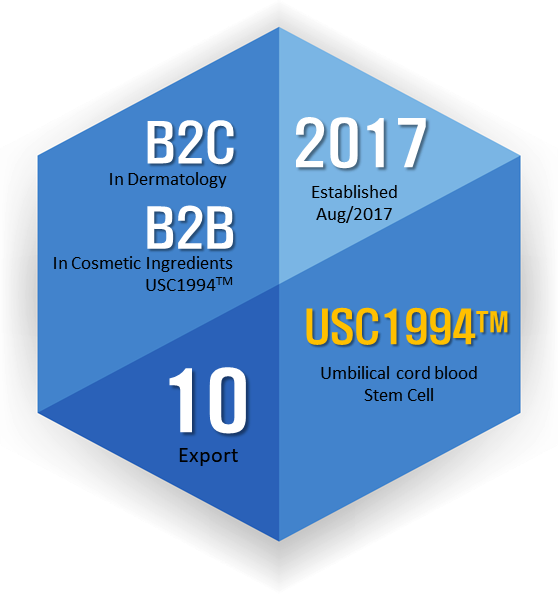 B2C
In Dermatology
B2B
In Cosmetic Ingredients
USC1994™
2017
Established
Aug/2017
USC1994™
Umbilical cord blood
Stem Cell
10
Export